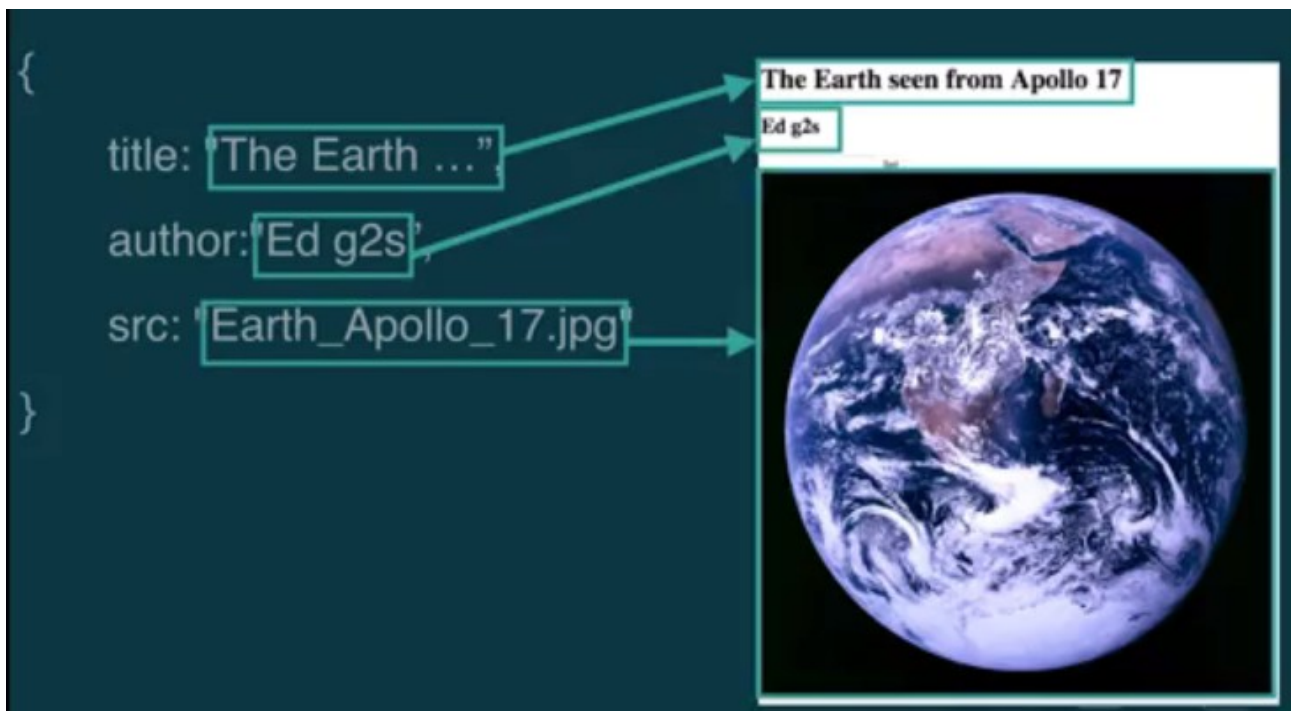 {
title: "The Earth …”,
author:"Ed g2s”,
src: "Earth_Apollo_17.jpg"
}
The Earth seen from Apollo 17
Ed g2s